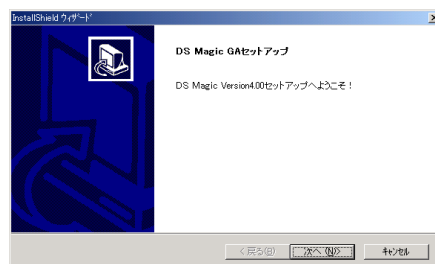 InstallShield ウィザード
DS Magic GAセットアップ
DS Magic Version4.00セットアップへようこそ！
< 戻る(B)
次へ (N)>
キャンセル